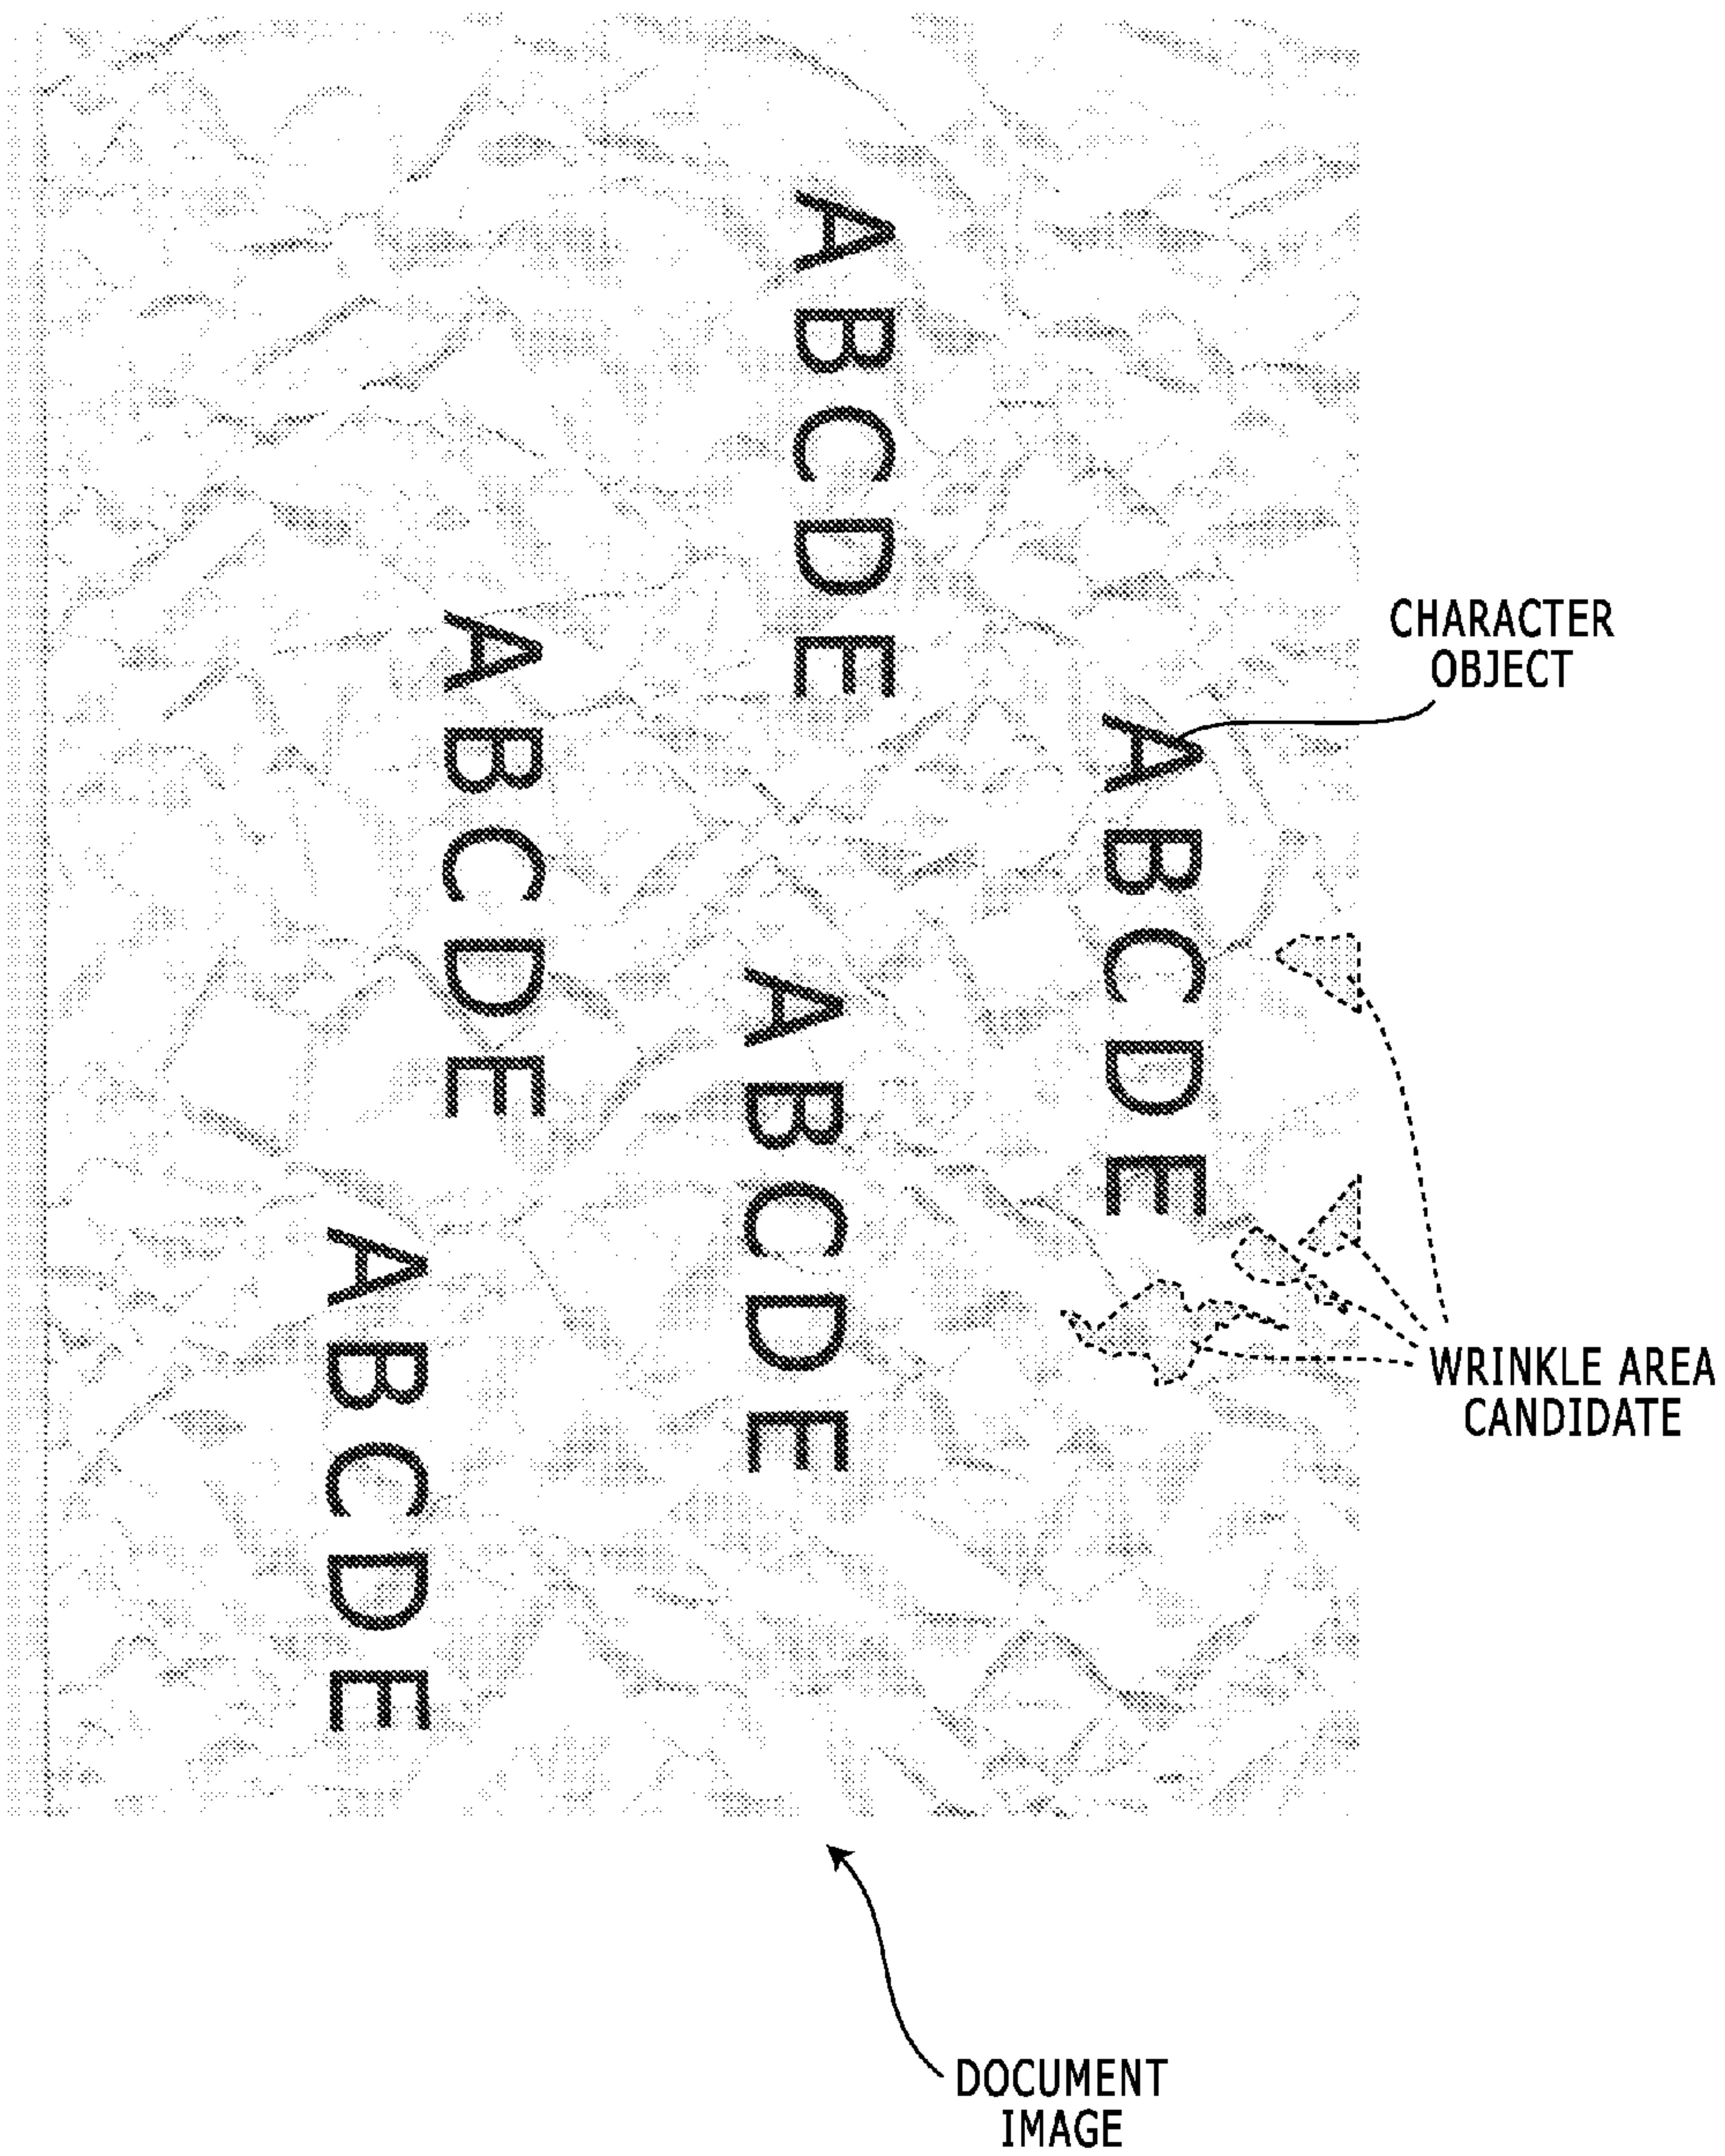 ABCDE
ABCDE
ABCDE
ABCDE
ABCDE
CHARACTER
OBJECT
WRINKLE AREA
CANDIDATE
DOCUMENT
IMAGE